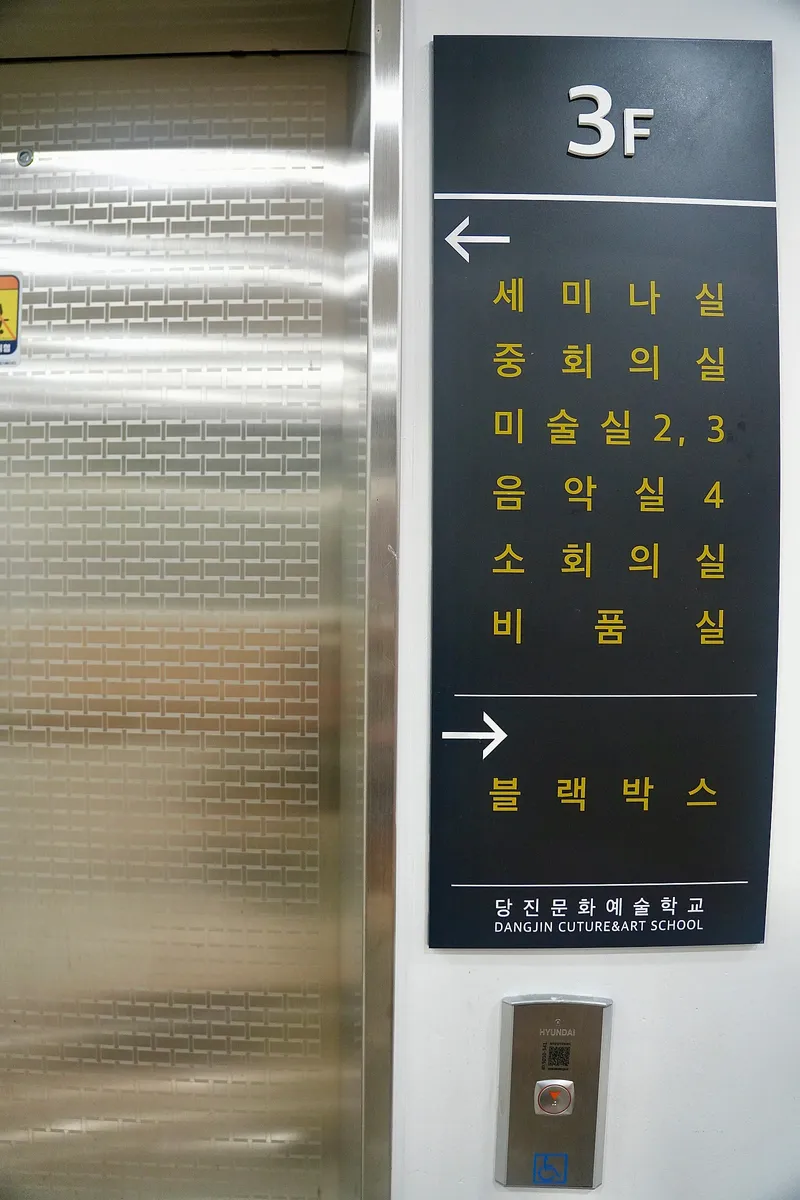 3F
←
세미나실
중회의실
미술실 2, 3
음악실 4
소회의실
비품실
→
블랙박스
당진문화예술학교
DANGJIN CUTURE&ART SCHOOL
HYUNDAI